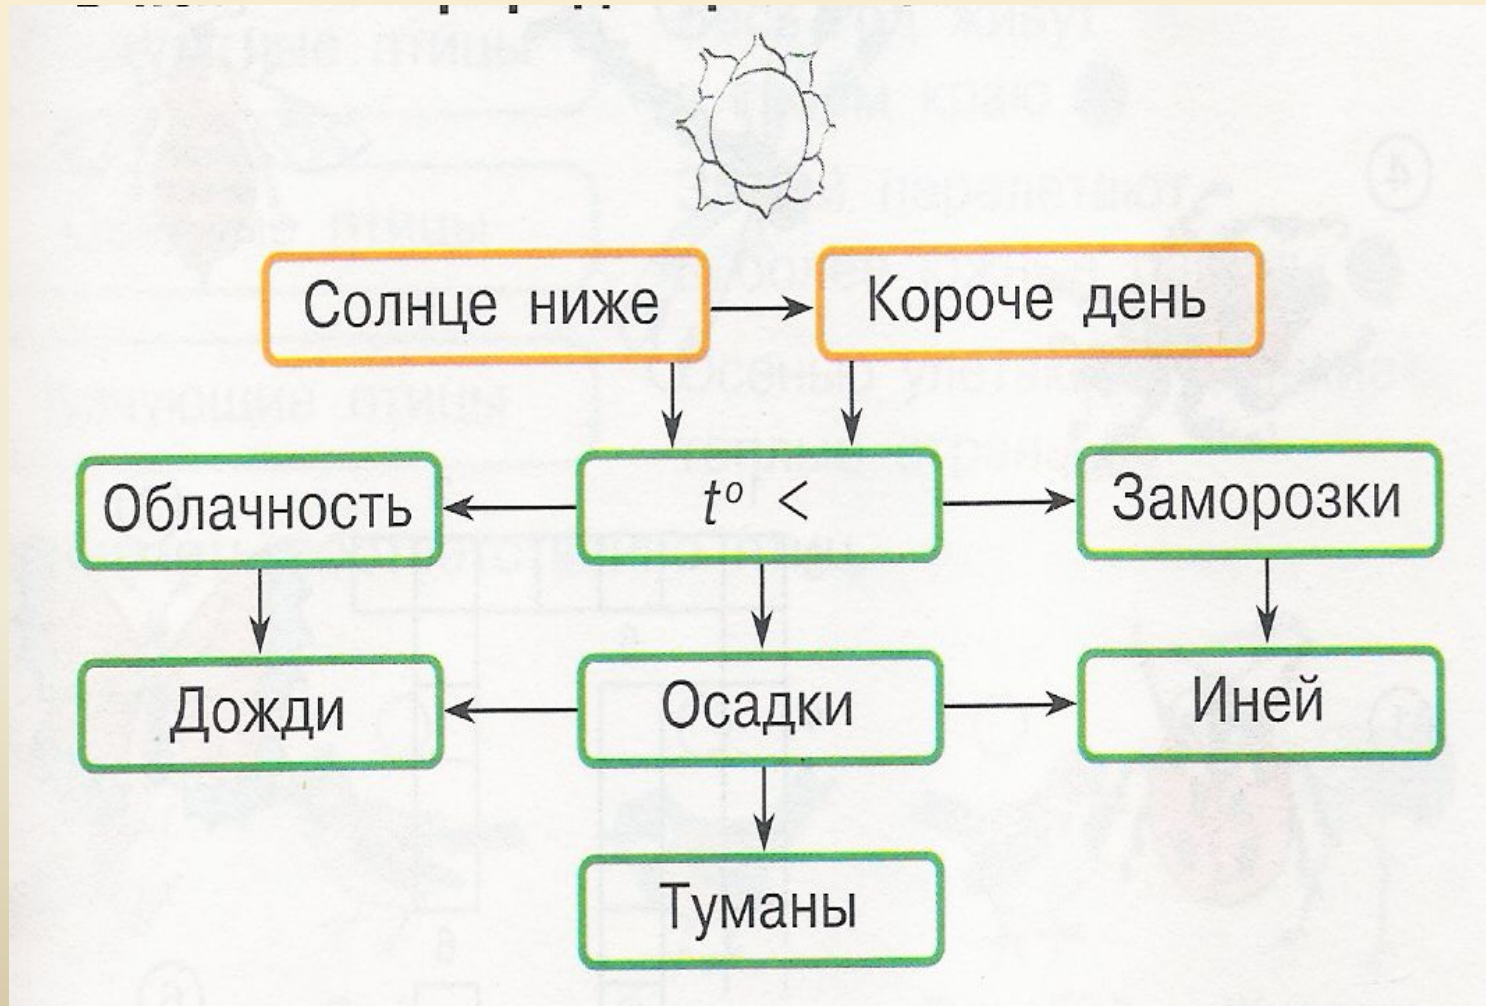 Солнце ниже
Короче день
Облачность
t° <
Заморозки
Дожди
Осадки
Иней
Туманы